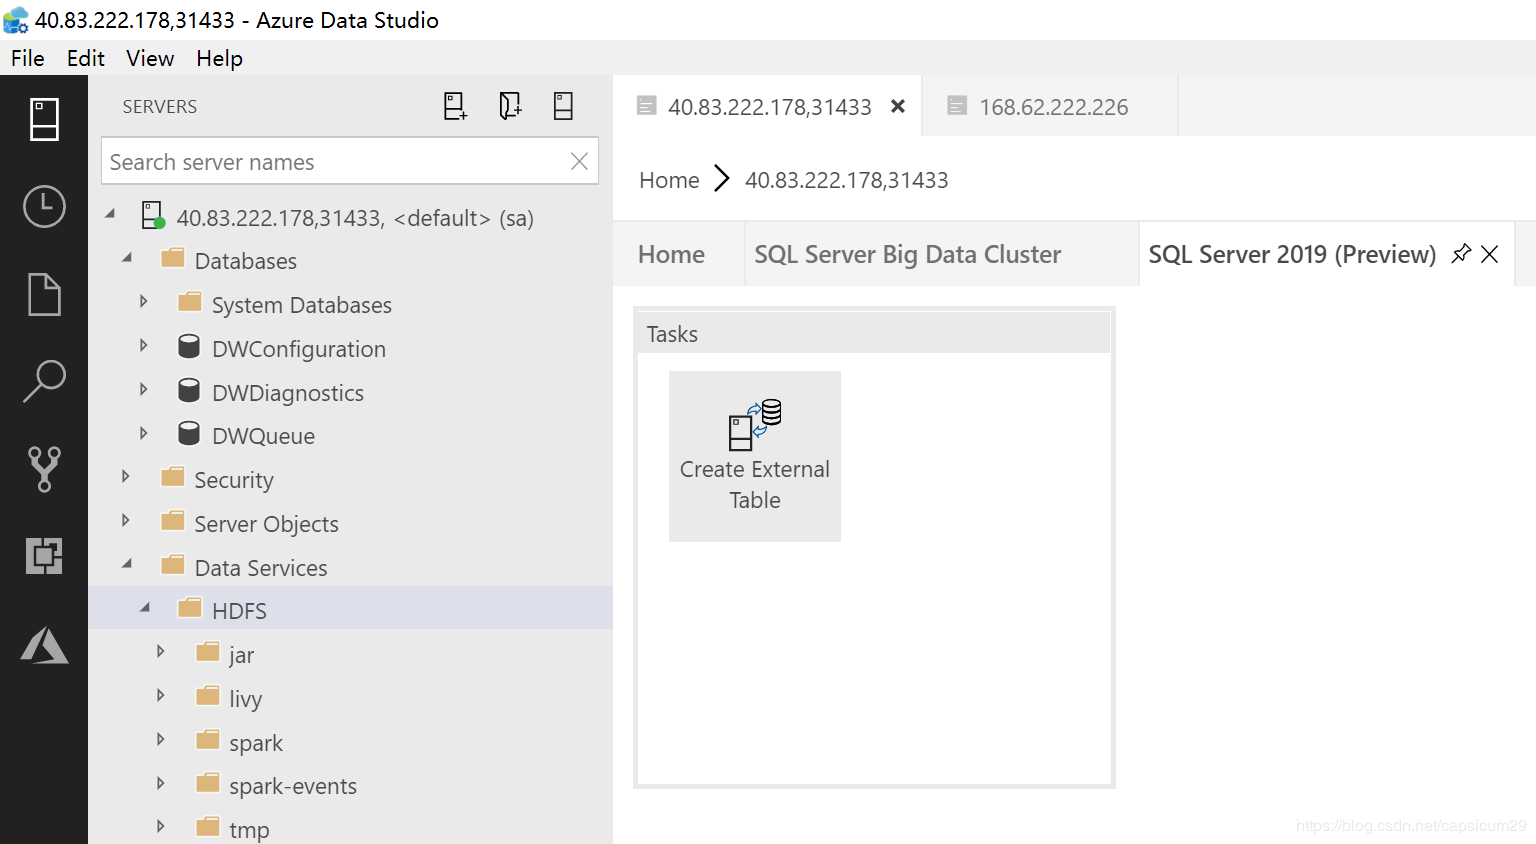 40.83.222.178,31433 - Azure Data Studio
File Edit View Help
SERVERS
Search server names
40.83.222.178,31433, <default> (sa)
Databases
System Databases
DWConfiguration
DWDiagnostics
DWQueue
Security
Server Objects
Data Services
HDFS
jar
livy
spark
spark-events
tmp
40.83.222.178,31433
168.62.222.226
Home
40.83.222.178,31433
Home
SQL Server Big Data Cluster
SQL Server 2019 (Preview)
Tasks
Create External
Table
https://blog.csdn.net/capsicum29